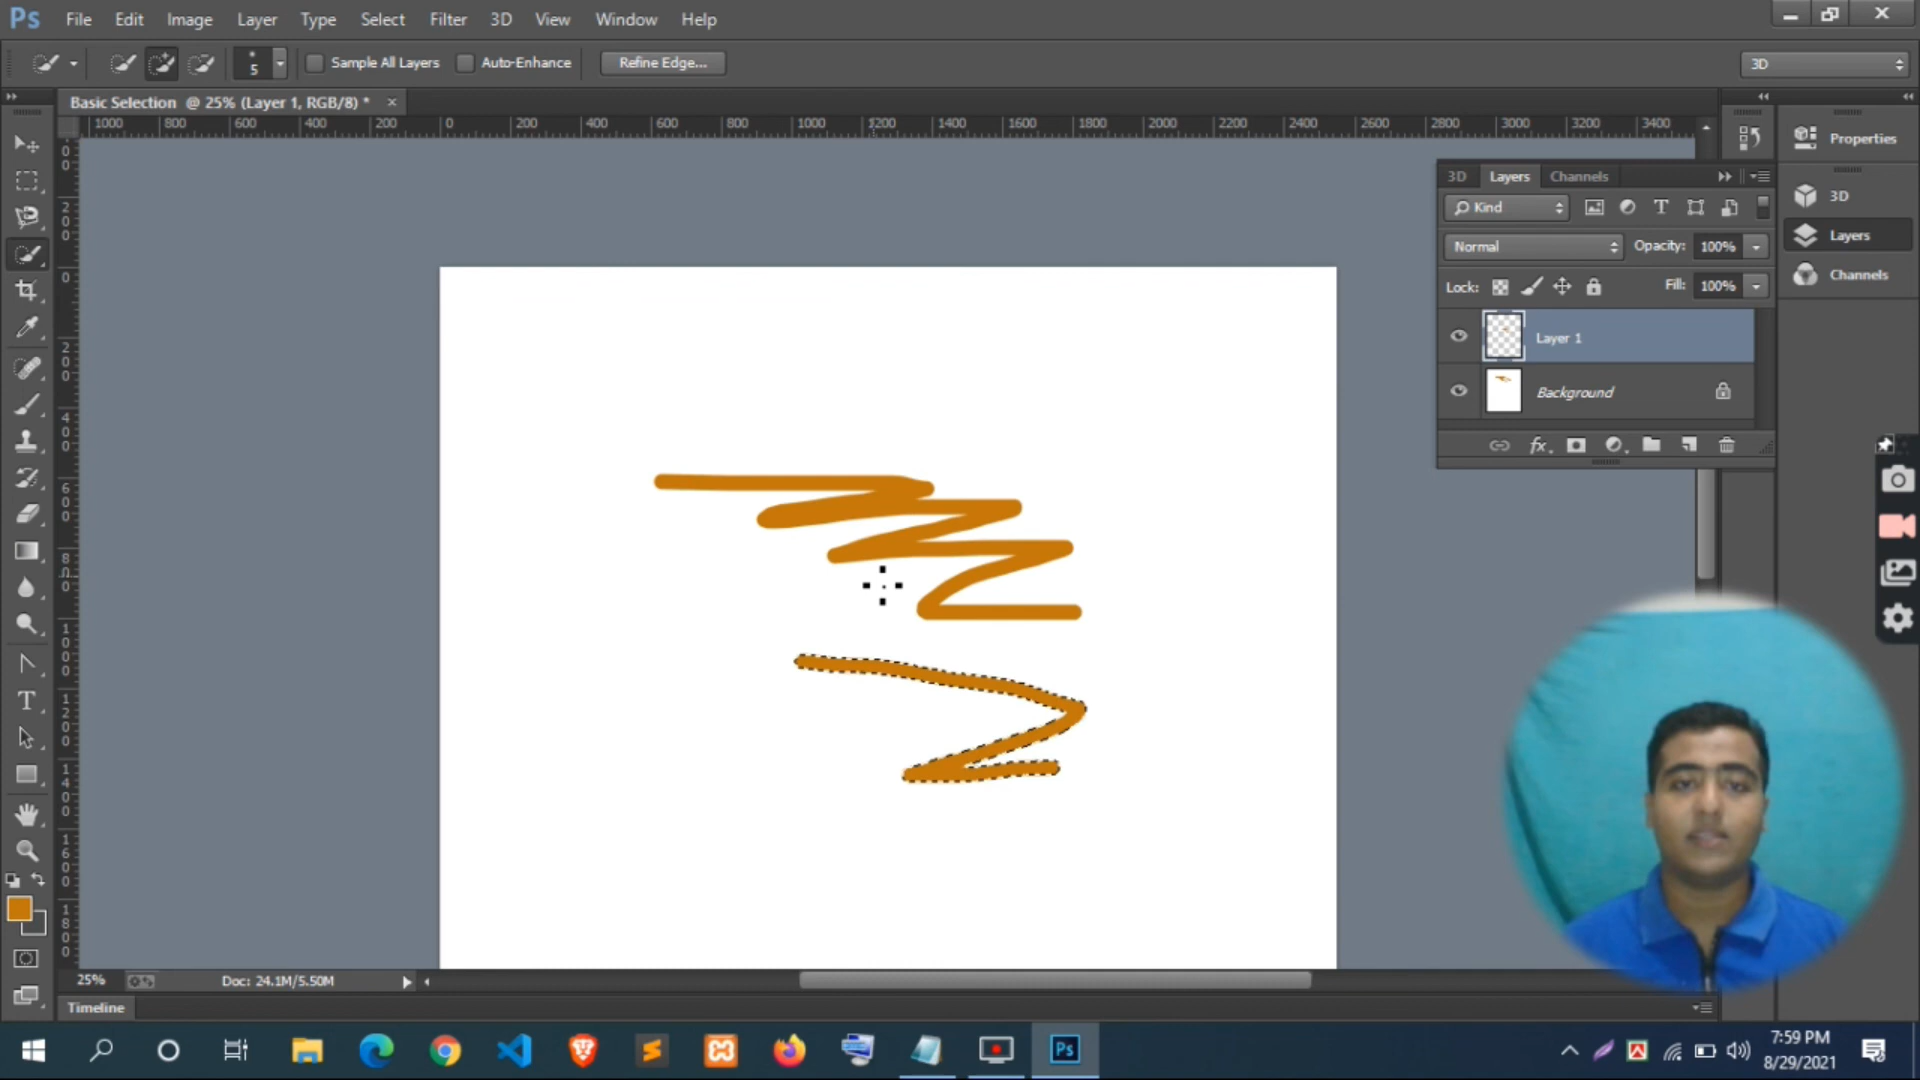 Ps File Edit Image Layer Type Select Filter 3D View Window Help
5 Sample All Layers Auto-Enhance Refine Edge... 3D
Basic Selection @ 25% (Layer 1, RGB/8) * ×
1000 800 600 400 200 0 200 400 600 800 1000 1200 1400 1600 1800 2000 2200 2400 2600 2800 3000 3200 3400
Properties
3D Layers Channels
3D
Kind
Layers
Normal Opacity: 100%
Channels
Lock: Fill: 100%
Layer 1
Background
fx
T
25% Doc: 24.1M/5.50M
Timeline
Ps
7:59 PM
8/29/2021